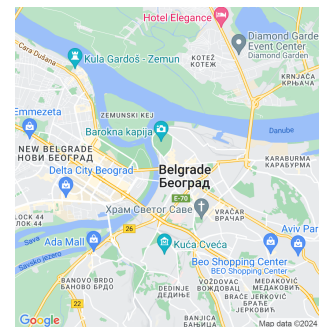 Hotel Elegance
Diamond Garden
Event Center
Diamond Garden
Cara Dušana
Kula Gardoš - Zemun
КОТЕŽ
КОТЕЖ
KRNJAČA
КРЊАЧА
ZEMUNSKI KEJ
Emmezeta
Barokna kapija
Danube
NEW BELGRADE
НОВИ БЕОГРАД
Delta City Beograd
Belgrade
Београд
KARABURMA
КАРАБУРМА
E-70
BLOCK 44
БЛОК 44
Храм Светог Саве
VRAČAR
ВРАЧАР
Sava
26
Ada Mall
Kuća Cveća
Aviv Par
Savsko jezero
Beo Shopping Center
BEO Shopping Center
BANOVO BRDO
БАНОВО БРДО
DEDINJE
ДЕДИЊЕ
VOŽDOVAC
ВОЖДОВАЦ
MEDAKOVIĆ
МЕДАКОВИЋ
22
BRAĆE JERKOVIĆ
БРАЋЕ
ЈЕРКОВИЋ
BANJICA
БАЊИЦА
Google
Map data ©2024